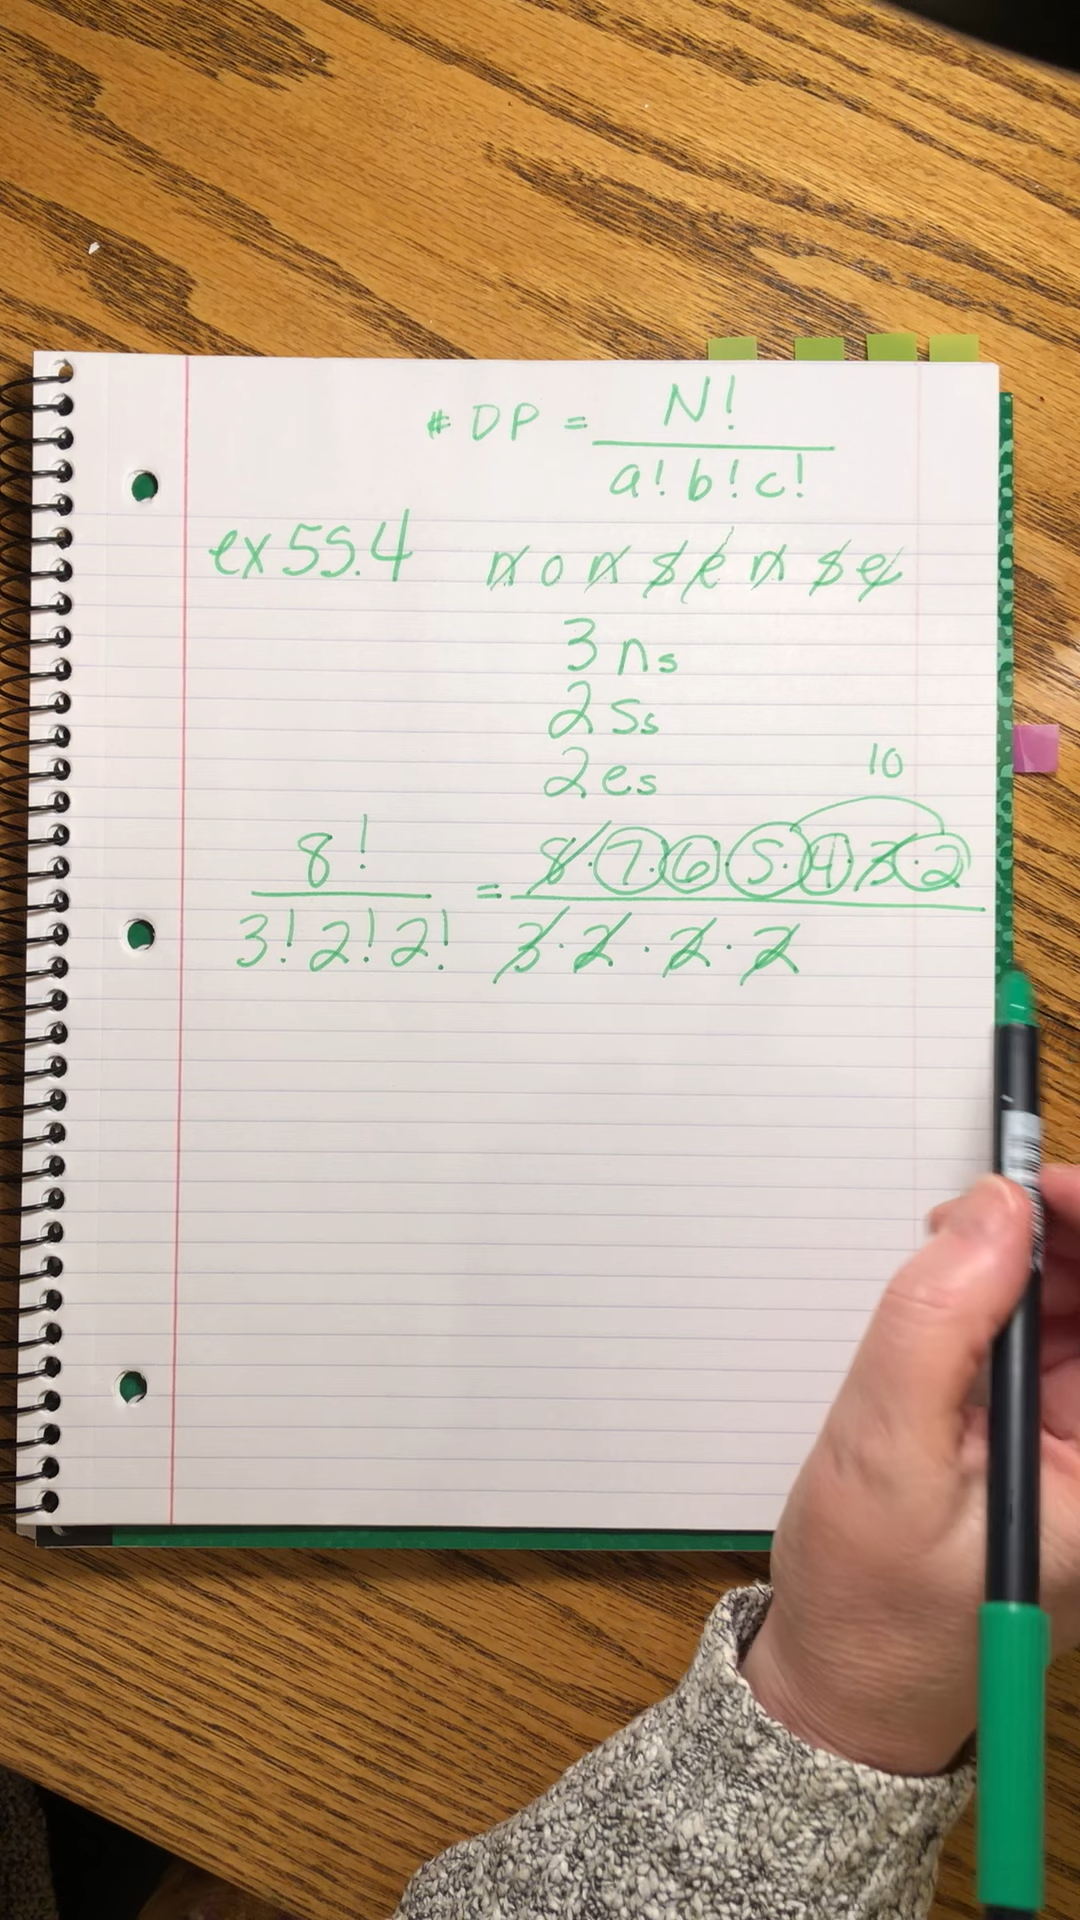 # DP = N! / a! b! c!
ex 55.4 n o n s e n s e
3 ns
2 Ss
2 es
10
8! / 3! 2! 2! = 8 · 7 · 6 · 5 · 4 · 3 · 2 / 3 · 2 · 2 · 2